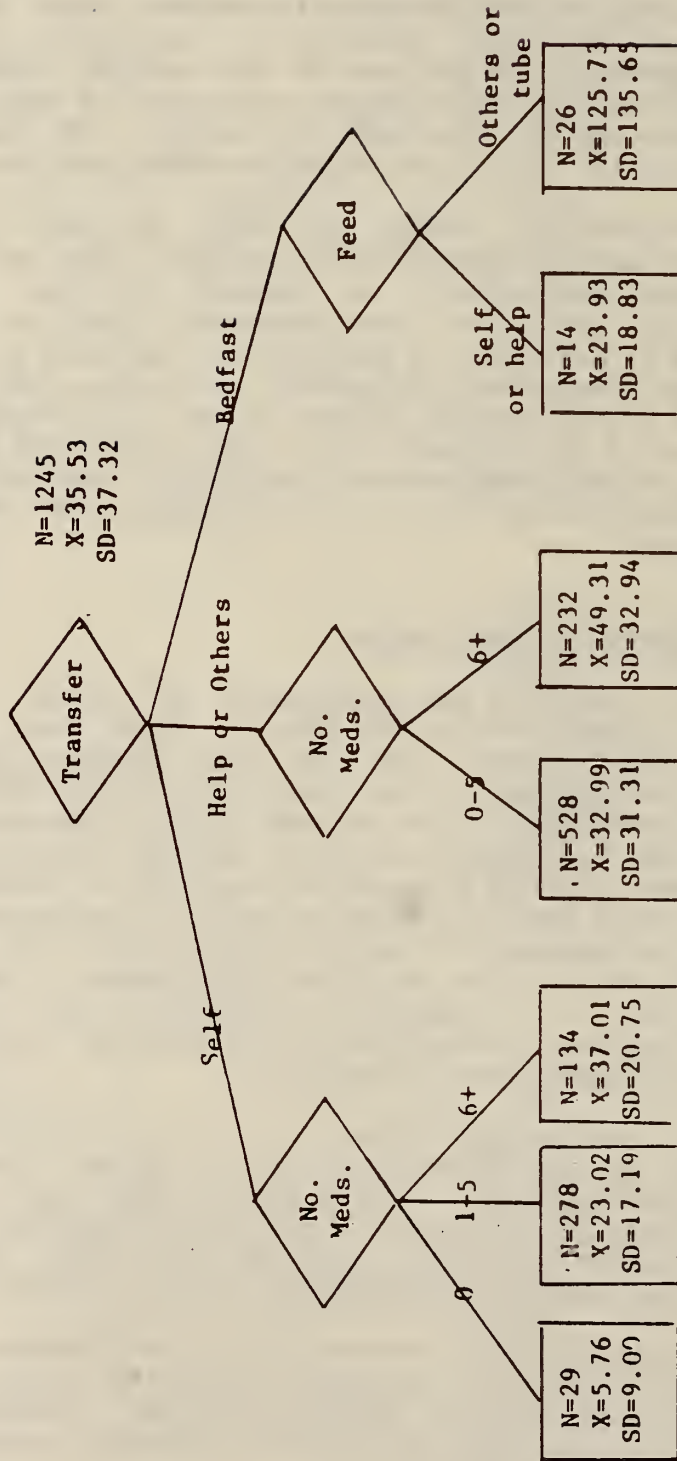 Transfer
N=1245
X=35.53
SD=37.32
Self
Help or Others
Bedfast
No.
Meds.
No.
Meds.
Feed
0
1-5
6+
0-5
6+
Self
or help
Others or
tube
N=29
X=5.76
SD=9.00
N=278
X=23.02
SD=17.19
N=134
X=37.01
SD=20.75
N=528
X=32.99
SD=31.31
N=232
X=49.31
SD=32.94
N=14
X=23.93
SD=18.83
N=26
X=125.73
SD=135.65